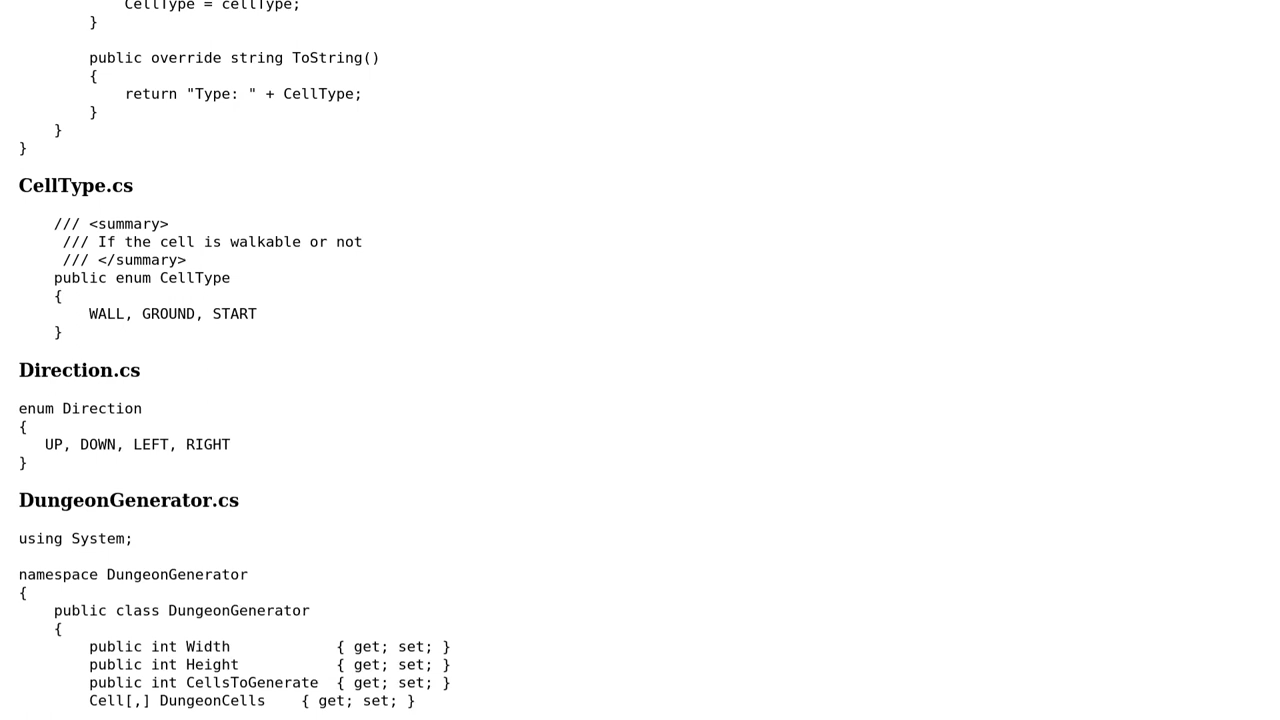 CellType = cellType;
        }

        public override string ToString()
        {
            return "Type: " + CellType;
        }
    }
}
CellType.cs
    /// <summary>
     /// If the cell is walkable or not
     /// </summary>
    public enum CellType
    {
        WALL, GROUND, START
    }
Direction.cs
enum Direction
{
   UP, DOWN, LEFT, RIGHT
}
DungeonGenerator.cs
using System;

namespace DungeonGenerator
{
    public class DungeonGenerator
    {
        public int Width            { get; set; }
        public int Height           { get; set; }
        public int CellsToGenerate  { get; set; }
        Cell[,] DungeonCells    { get; set; }